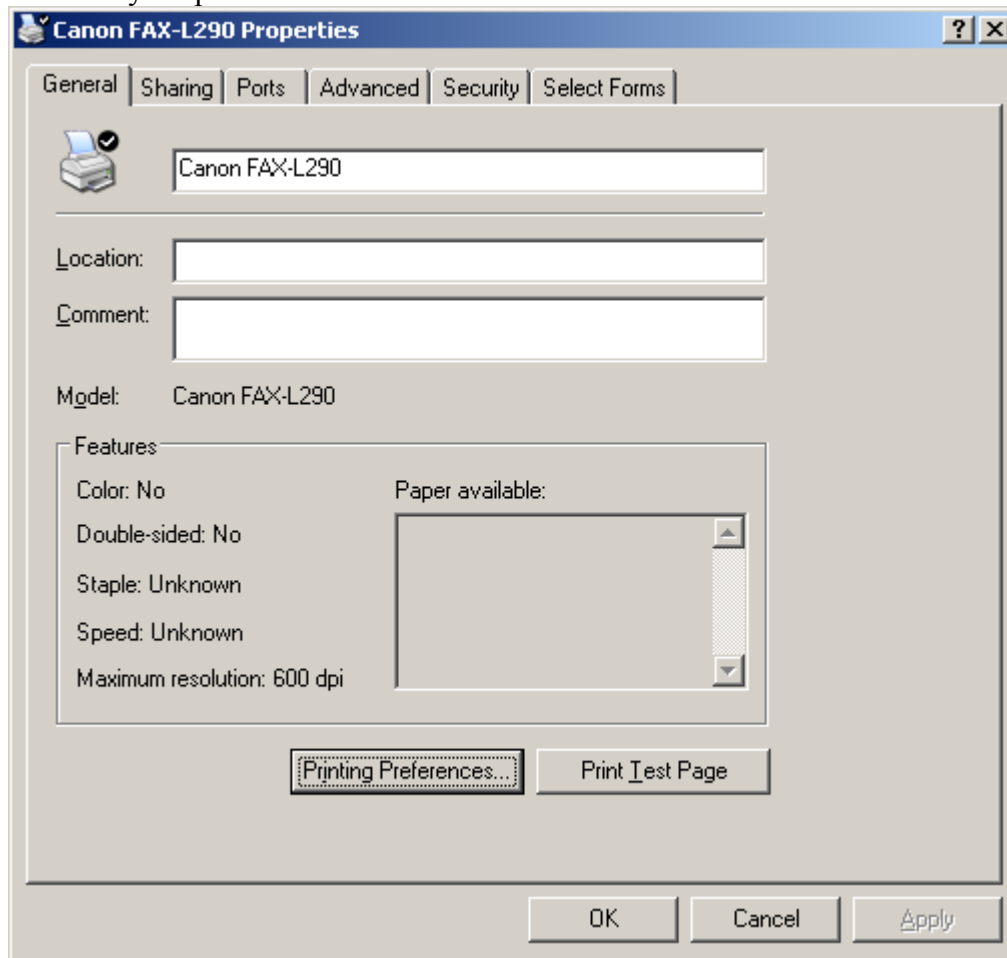 Canon FAX-L290 Properties
General Sharing Ports Advanced Security Select Forms
Canon FAX-L290
Location:
Comment:
Model: Canon FAX-L290
Features
Color: No Paper available:
Double-sided: No
Staple: Unknown
Speed: Unknown
Maximum resolution: 600 dpi
Printing Preferences... Print Test Page
OK Cancel Apply